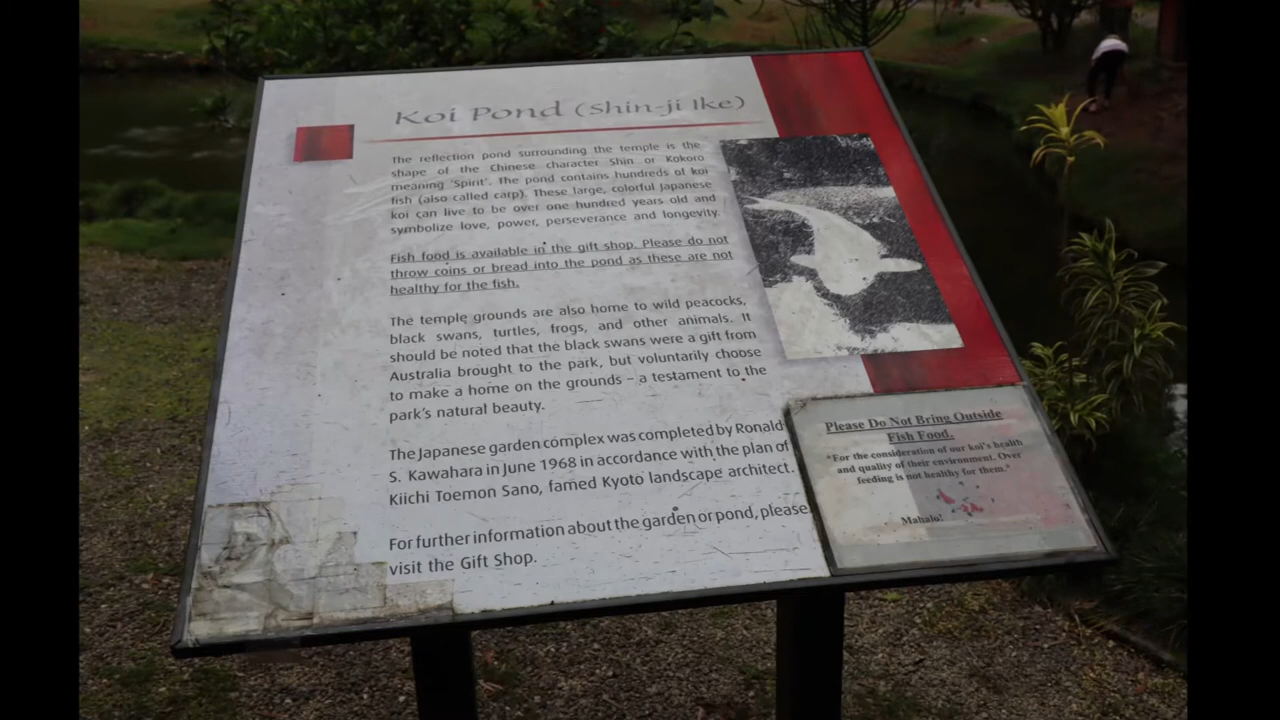 Koi Pond (Shin-ji Ike)
The reflection pond surrounding the temple is the
shape of the Chinese character Shin or Kokoro
meaning 'Spirit'. The pond contains hundreds of koi
fish (also called carp). These large, colorful Japanese
koi can live to be over one hundred years old and
symbolize love, power, perseverance and longevity.
Fish food is available in the gift shop. Please do not
throw coins or bread into the pond as these are not
healthy for the fish.
The temple grounds are also home to wild peacocks,
black swans, turtles, frogs, and other animals. It
should be noted that the black swans were a gift from
Australia brought to the park, but voluntarily choose
to make a home on the grounds – a testament to the
park's natural beauty.
The Japanese garden complex was completed by Ronald
S. Kawahara in June 1968 in accordance with the plan of
Kiichi Toemon Sano, famed Kyoto landscape architect.
For further information about the garden or pond, please
visit the Gift Shop.
Please Do Not Bring Outside
Fish Food.
*For the consideration of our koi's health
and quality of their environment. Over
feeding is not healthy for them.*
Mahalo!